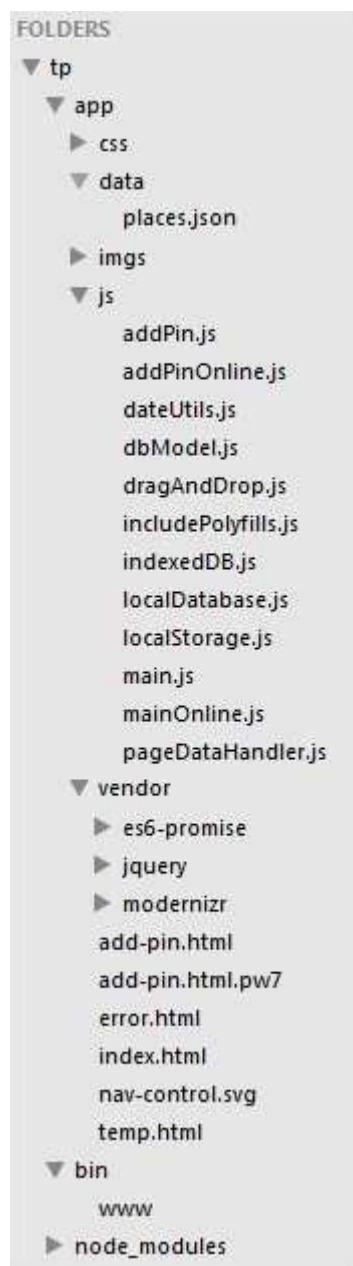 FOLDERS
tp
app
css
data
places.json
imgs
js
addPin.js
addPinOnline.js
dateUtils.js
dbModel.js
dragAndDrop.js
includePolyfills.js
indexedDB.js
localDatabase.js
localStorage.js
main.js
mainOnline.js
pageDataHandler.js
vendor
es6-promise
jquery
modernizr
add-pin.html
add-pin.html.pw7
error.html
index.html
nav-control.svg
temp.html
bin
www
node_modules